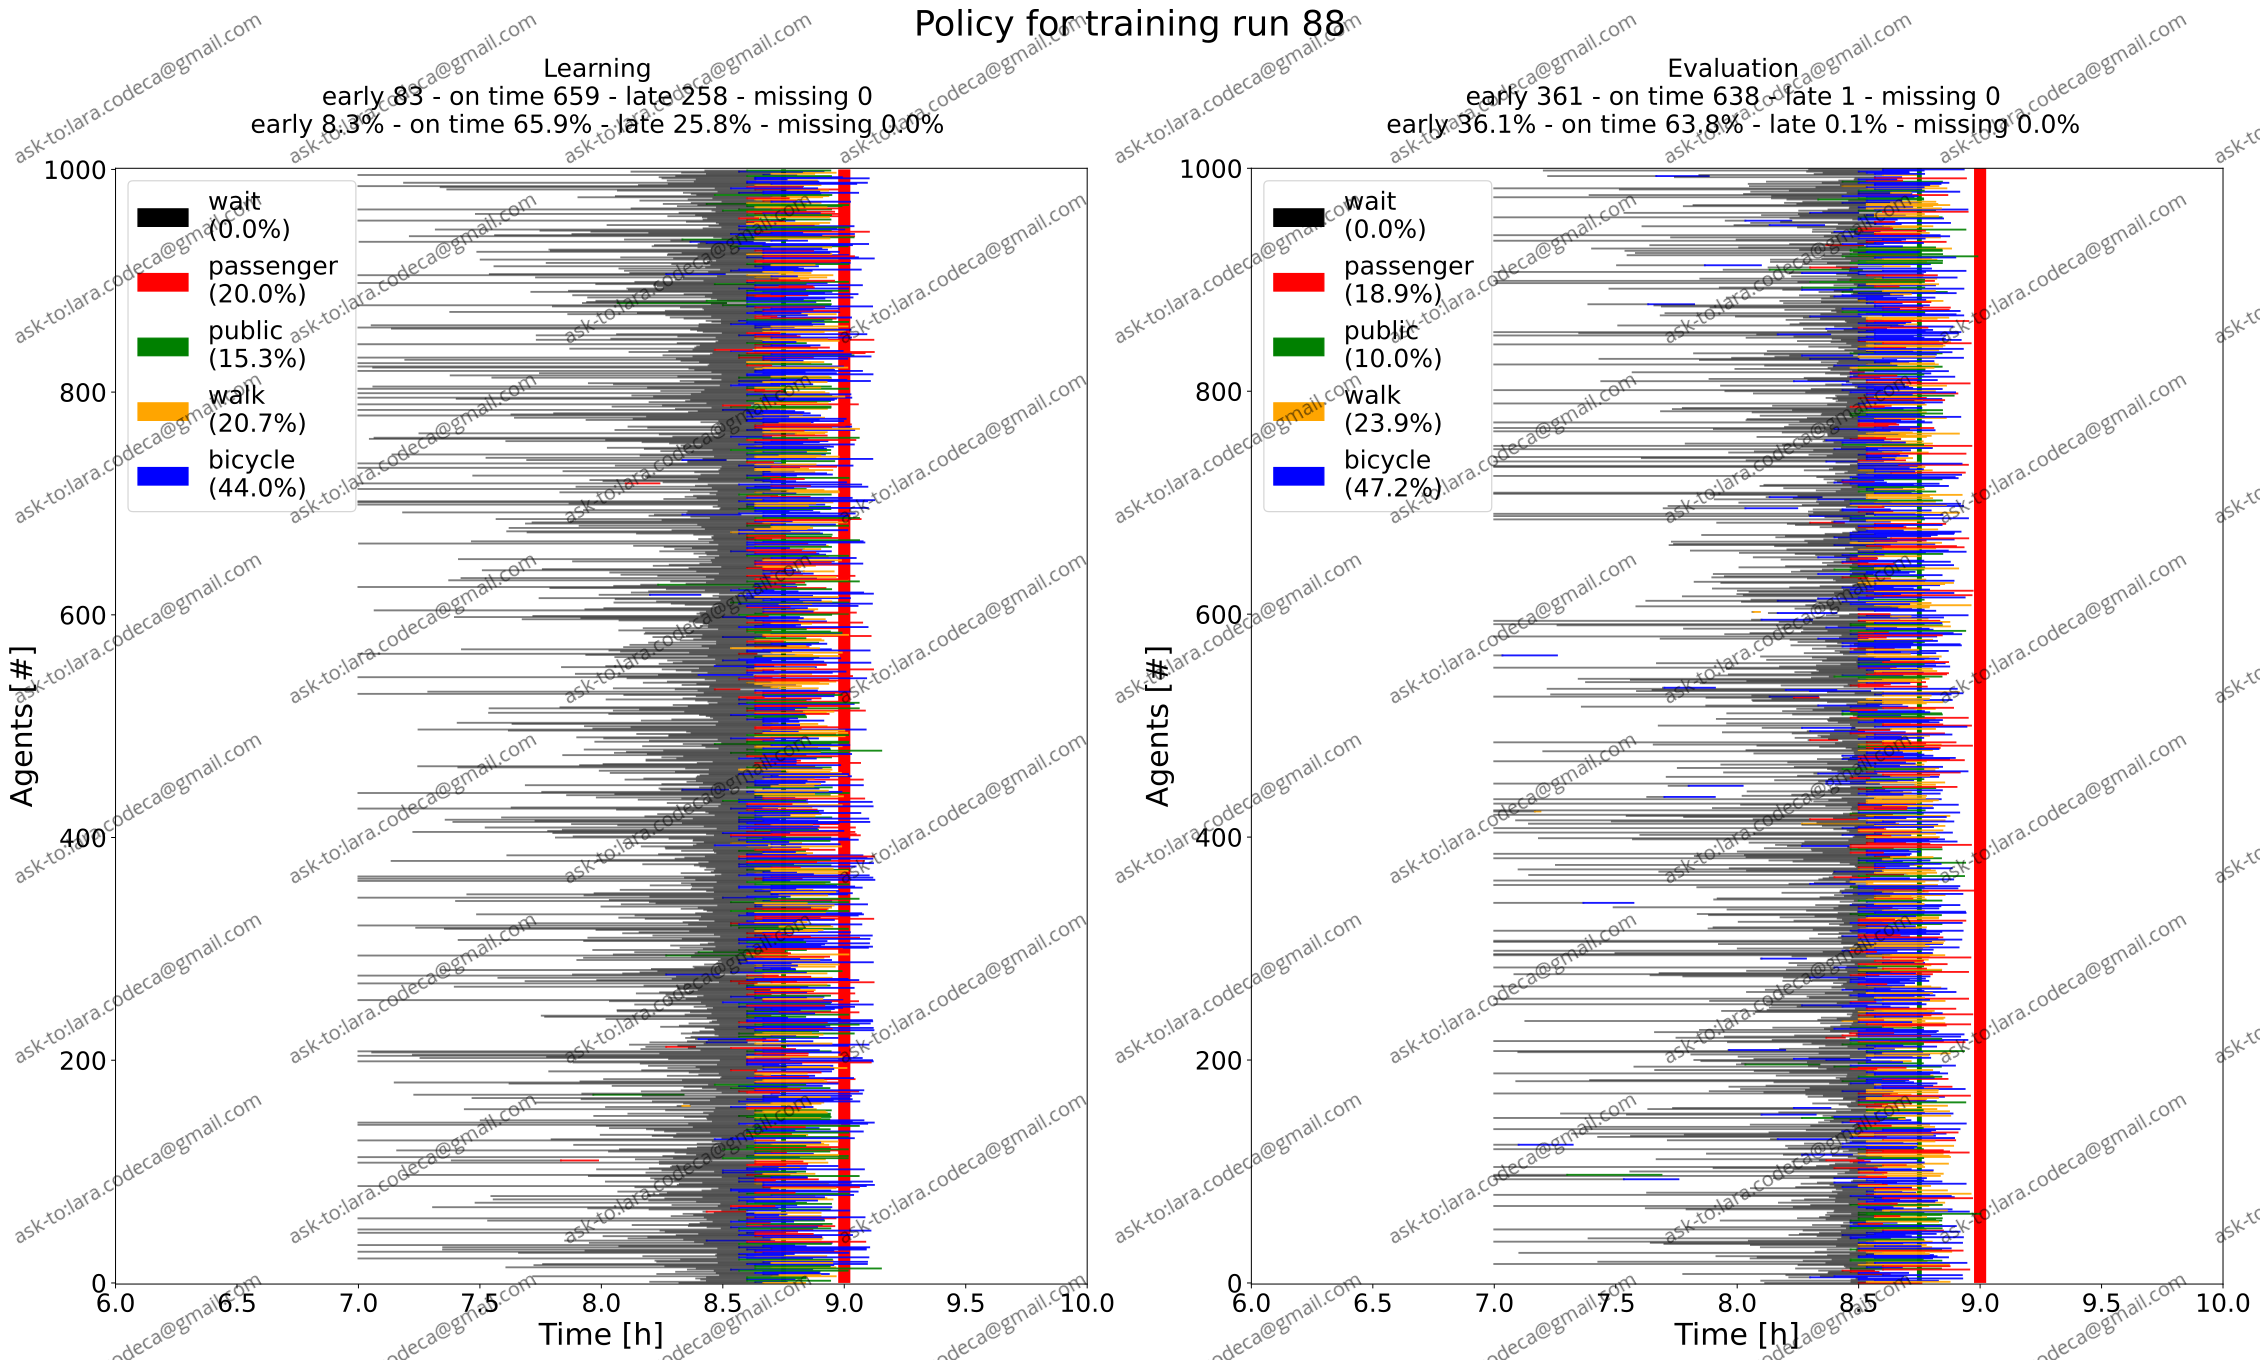 Policy for training run 88
Learning
early 83 - on time 659 - late 258 - missing 0
early 8.3% - on time 65.9% - late 25.8% - missing 0.0%
1000
800
600
400
200
0
Agents [#]
wait
(0.0%)
passenger
(20.0%)
public
(15.3%)
walk
(20.7%)
bicycle
(44.0%)
6.0 6.5 7.0 7.5 8.0 8.5 9.0 9.5 10.0
Time [h]
Evaluation
early 361 - on time 638 - late 1 - missing 0
early 36.1% - on time 63.8% - late 0.1% - missing 0.0%
1000
800
600
400
200
0
Agents [#]
wait
(0.0%)
passenger
(18.9%)
public
(10.0%)
walk
(23.9%)
bicycle
(47.2%)
6.0 6.5 7.0 7.5 8.0 8.5 9.0 9.5 10.0
Time [h]
ask-to:lara.codeca@gmail.com